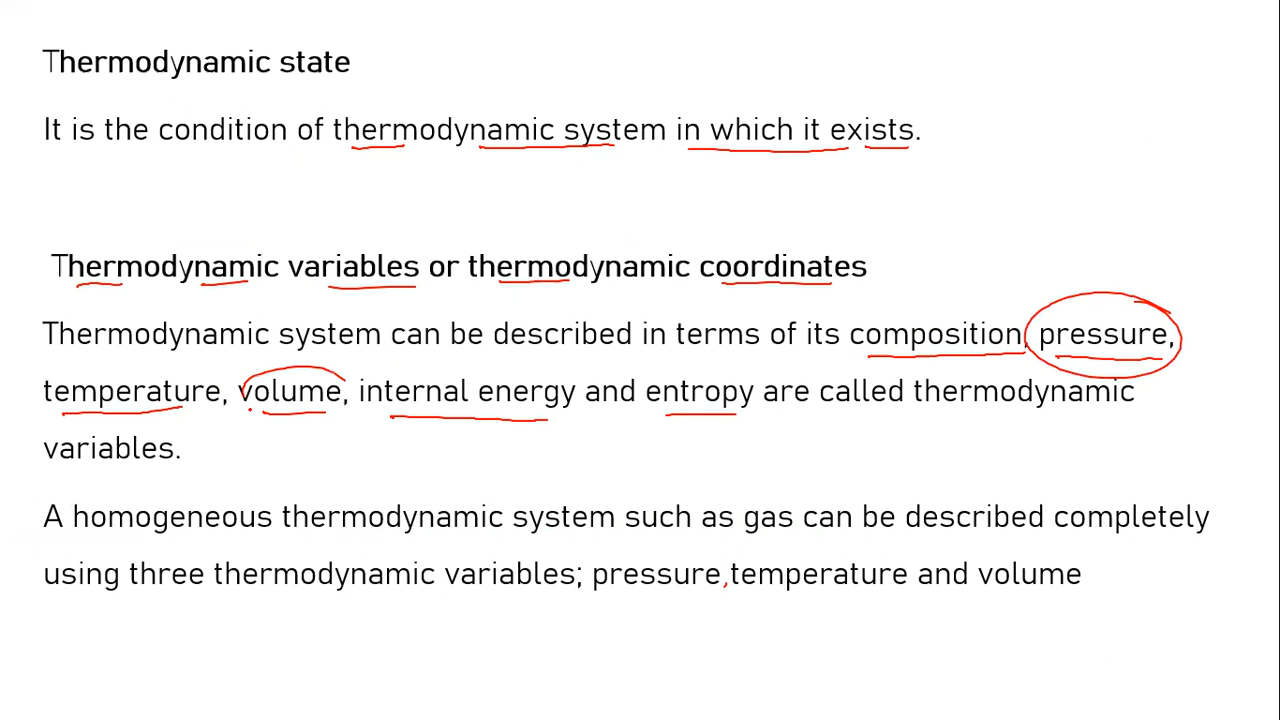 Thermodynamic state
It is the condition of thermodynamic system in which it exists.
Thermodynamic variables or thermodynamic coordinates
Thermodynamic system can be described in terms of its composition, pressure,
temperature, volume, internal energy and entropy are called thermodynamic
variables.
A homogeneous thermodynamic system such as gas can be described completely
using three thermodynamic variables; pressure,temperature and volume